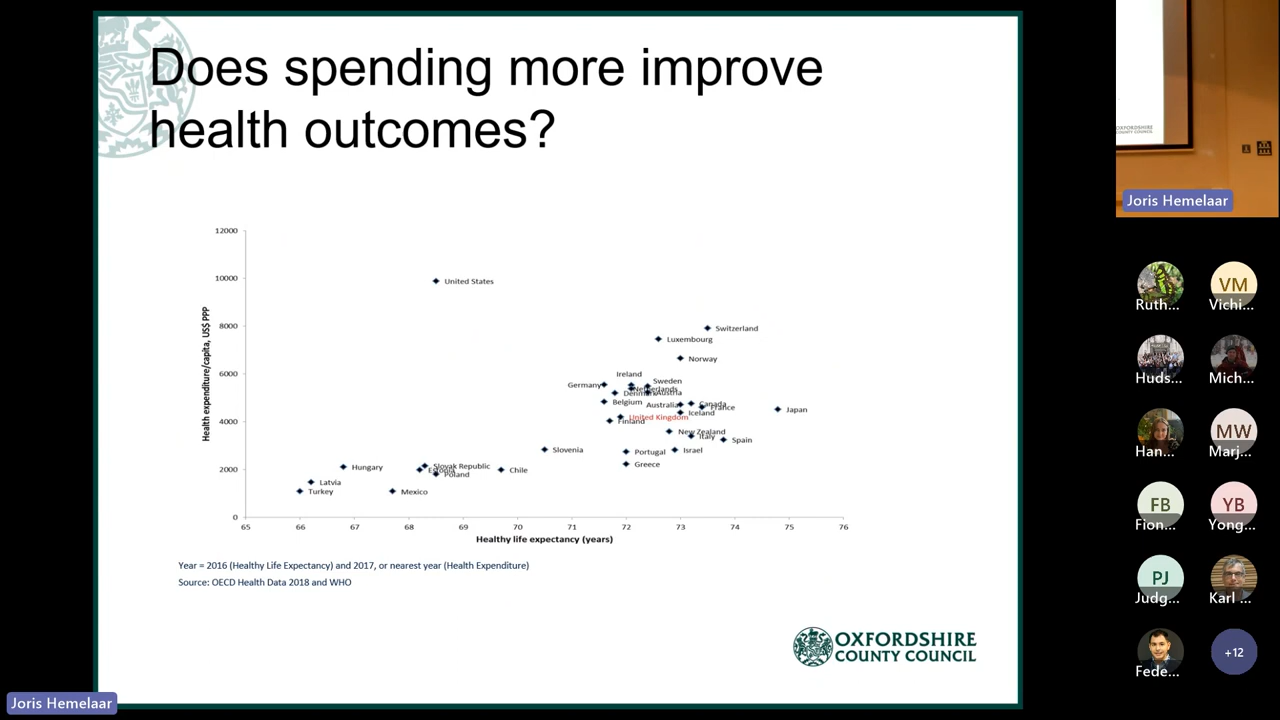 Does spending more improve
health outcomes?
12000
10000
8000
6000
4000
2000
0
Health expenditure/capita, US$ PPP
United States
Switzerland
Luxembourg
Norway
Ireland
Germany
Sweden
Netherlands
Denmark
Austria
Belgium
Australia
Canada
France
Iceland
Japan
United Kingdom
Finland
New Zealand
Italy
Spain
Slovenia
Portugal
Israel
Greece
Hungary
Slovak Republic
Estonia
Poland
Chile
Latvia
Turkey
Mexico
65 66 67 68 69 70 71 72 73 74 75 76
Healthy life expectancy (years)
Year = 2016 (Healthy Life Expectancy) and 2017, or nearest year (Health Expenditure)
Source: OECD Health Data 2018 and WHO
OXFORDSHIRE
COUNTY COUNCIL
Joris Hemelaar
OXFORDSHIRE
COUNTY COUNCIL
Joris Hemelaar
Ruth...
VM
Vichi...
Huds...
Mich...
Han...
MW
Marj...
FB
Fion...
YB
Yong...
PJ
Judg...
Karl ...
Fede...
+12